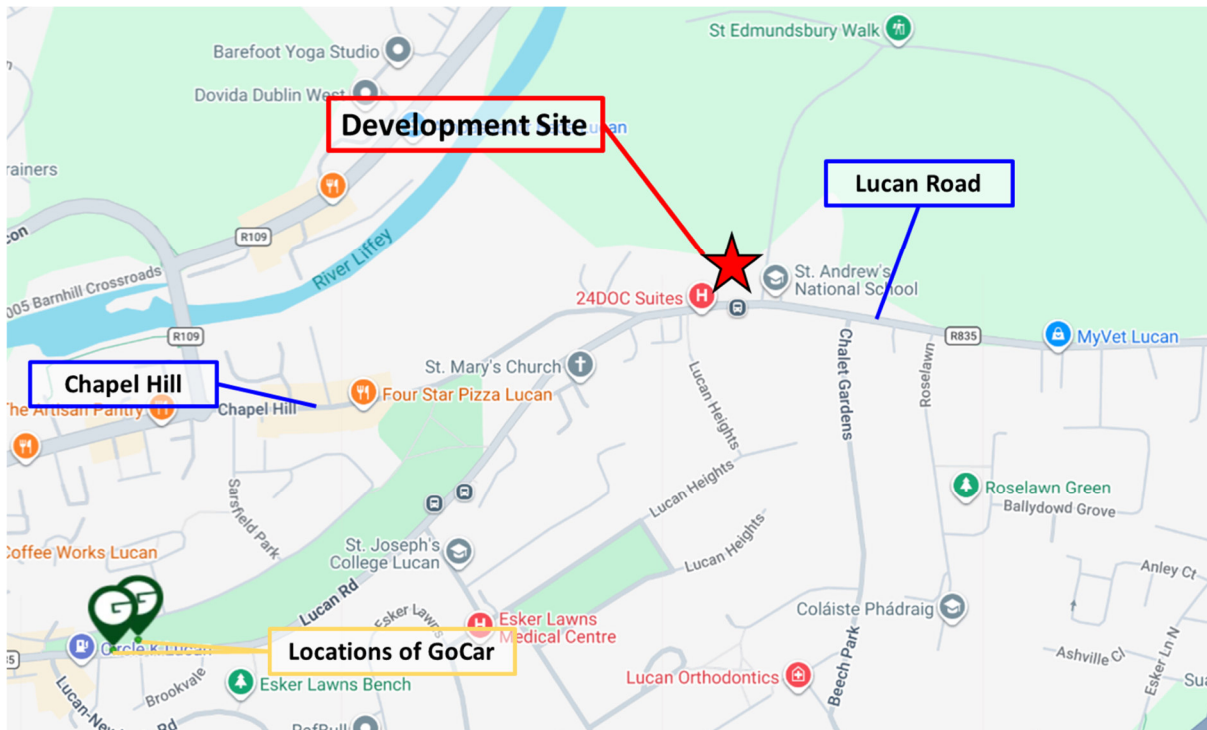 St Edmundsbury Walk
Barefoot Yoga Studio
Dovida Dublin West
Development Site
Lucan Road
R109
River Liffey
Barnhill Crossroads
St. Andrew's
National School
24DOC Suites
R109
R835
MyVet Lucan
St. Mary's Church
Chapel Hill
Four Star Pizza Lucan
The Artisan Pantry
Chapel Hill
Lucan Heights
Chalet Gardens
Roselawn
Sarsfield Park
Lucan Heights
Roselawn Green
Ballydowd Grove
Coffee Works Lucan
St. Joseph's
College Lucan
Lucan Heights
Anley Ct
Lucan Rd
Esker Lawns
Coláiste Phádraig
Esker Lawns
Medical Centre
G
G
Circle K Lucan
Locations of GoCar
Beech Park
Ashville Cl
Esker Ln N
Brookvale
Esker Lawns Bench
Lucan Orthodontics